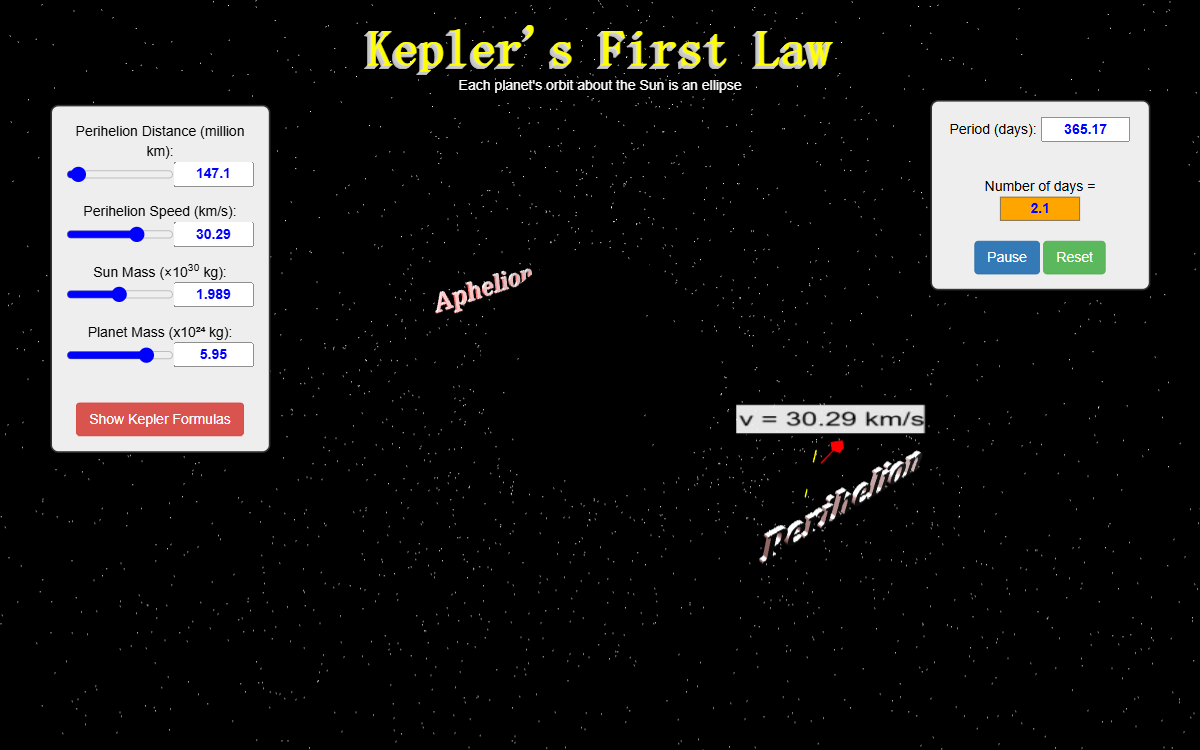 Kepler's First Law
Each planet's orbit about the Sun is an ellipse
Perihelion Distance (million
km):
147.1
Perihelion Speed (km/s):
30.29
Sun Mass (×10³⁰ kg):
1.989
Planet Mass (x10²⁴ kg):
5.95
Show Kepler Formulas
Period (days): 365.17
Number of days =
2.1
Pause Reset
Aphelion
v = 30.29 km/s
Perihelion